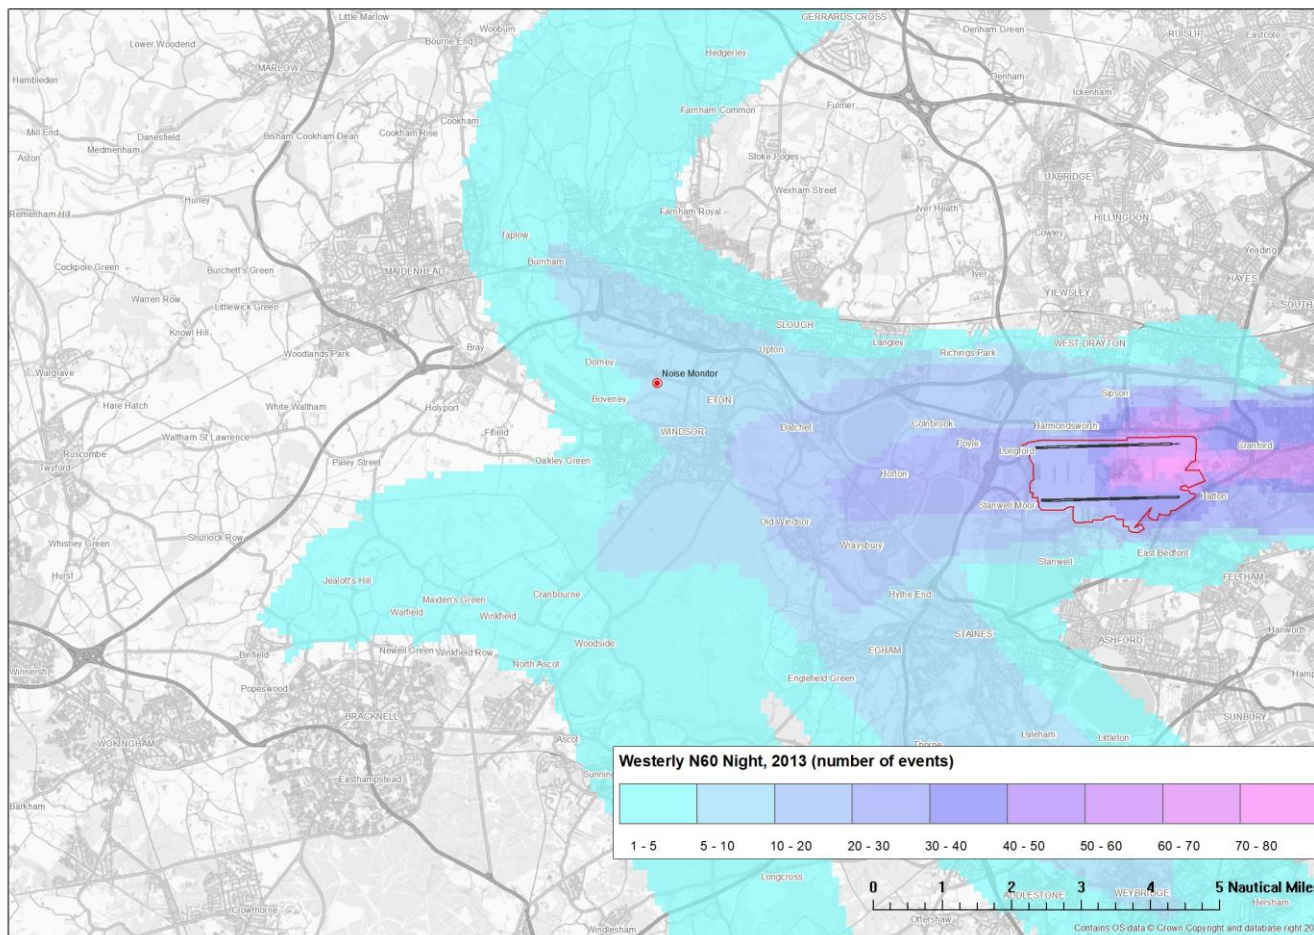 Little Marlow
Wooburn
GERRARDS CROSS
Denham Green
RUISLIP
Eastcote
Lower Woodend
Bourne End
Hedgerley
MARLOW
Denham
Hambleden
Ickenham
Farnham Common
Fulmer
Cookham
Mill End
Danesfield
Bisham Cookham Dean
Cookham Rise
Medmenham
Aston
Stoke Poges
UXBRIDGE
Wexham Street
Hurley
Iver Heath
Remenham Hill
Farnham Royal
HILLINGDON
Taplow
Cowley
Yeading
Burnham
Cockpole Green
Burchett's Green
MAIDENHEAD
Iver
HAYES
Warren Row
YIEWSLEY
Littlewick Green
SOUTH
Knowl Hill
SLOUGH
Langley
WEST DRAYTON
Woodlands Park
Bray
Upton
Richings Park
Dorney
Wargrave
Noise Monitor
Hare Hatch
White Waltham
Holyport
Boveney
ETON
Sipson
Datchet
Colnbrook
Harmondsworth
Waltham St Lawrence
Fifield
WINDSOR
Ruscombe
Poyle
Longford
Cranford
Twyford
Paley Street
Oakley Green
Horton
Stanwell Moor
Hatton
Old Windsor
Shurlock Row
Whistley Green
Wraysbury
East Bedfont
Stanwell
Hurst
Jealott's Hill
FELTHAM
Maiden's Green
Cranbourne
Hythe End
Warfield
Winkfield
Hanworth
STAINES
ASHFORD
Woodside
Binfield
Newell Green
Winkfield Row
EGHAM
North Ascot
Winnersh
Englefield Green
Hamp
Popeswood
BRACKNELL
SUNBURY
WOKINGHAM
Ascot
Laleham
Littleton
Thorpe
Westerly N60 Night, 2013 (number of events)
Easthampstead
Sunning
Barkham
1 - 5
5 - 10
10 - 20
20 - 30
30 - 40
40 - 50
50 - 60
60 - 70
70 - 80
Longcross
0 1 2 3 4 5 Nautical Mile
ADDLESTONE
WEYBRIDGE
Hersham
Crowthorne
Ottershaw
Windlesham
Contains OS data © Crown Copyright and database right 2